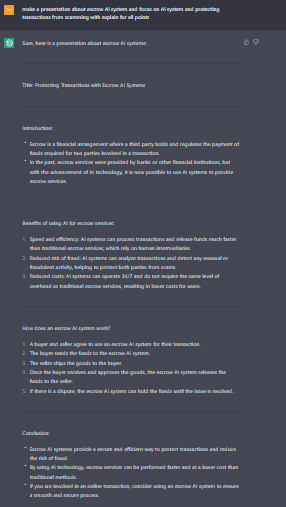 make a presentation about escrow AI system and focus on AI system and protecting
transactions from scamming with explain for all points
Sure, here is a presentation about escrow AI systems:
Title: Protecting Transactions with Escrow AI Systems
Introduction:
• Escrow is a financial arrangement where a third party holds and regulates the payment of
funds required for two parties involved in a transaction.
• In the past, escrow services were provided by banks or other financial institutions, but
with the advancement of AI technology, it is now possible to use AI systems to provide
escrow services.
Benefits of using AI for escrow services:
1. Speed and efficiency: AI systems can process transactions and release funds much faster
than traditional escrow services, which rely on human intermediaries.
2. Reduced risk of fraud: AI systems can analyze transactions and detect any unusual or
fraudulent activity, helping to protect both parties from scams.
3. Reduced costs: AI systems can operate 24/7 and do not require the same level of
overhead as traditional escrow services, resulting in lower costs for users.
How does an escrow AI system work?
1. A buyer and seller agree to use an escrow AI system for their transaction.
2. The buyer sends the funds to the escrow AI system.
3. The seller ships the goods to the buyer.
4. Once the buyer receives and approves the goods, the escrow AI system releases the
funds to the seller.
5. If there is a dispute, the escrow AI system can hold the funds until the issue is resolved.
Conclusion:
• Escrow AI systems provide a secure and efficient way to protect transactions and reduce
the risk of fraud.
• By using AI technology, escrow services can be performed faster and at a lower cost than
traditional methods.
• If you are involved in an online transaction, consider using an escrow AI system to ensure
a smooth and secure process.